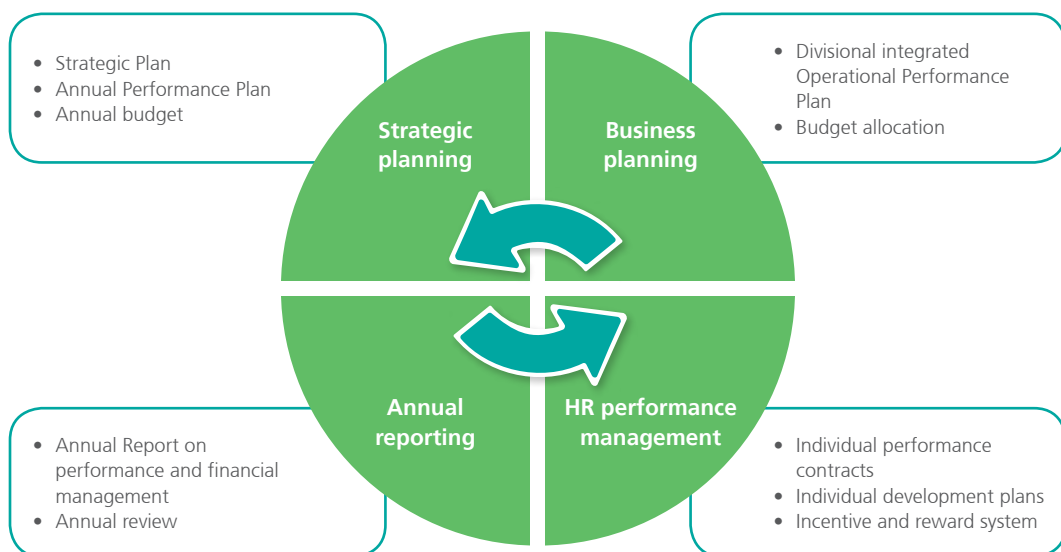 • Strategic Plan
• Annual Performance Plan
• Annual budget
Strategic
planning
Business
planning
• Divisional integrated
Operational Performance
Plan
• Budget allocation
• Annual Report on
performance and financial
management
• Annual review
Annual
reporting
HR performance
management
• Individual performance
contracts
• Individual development plans
• Incentive and reward system